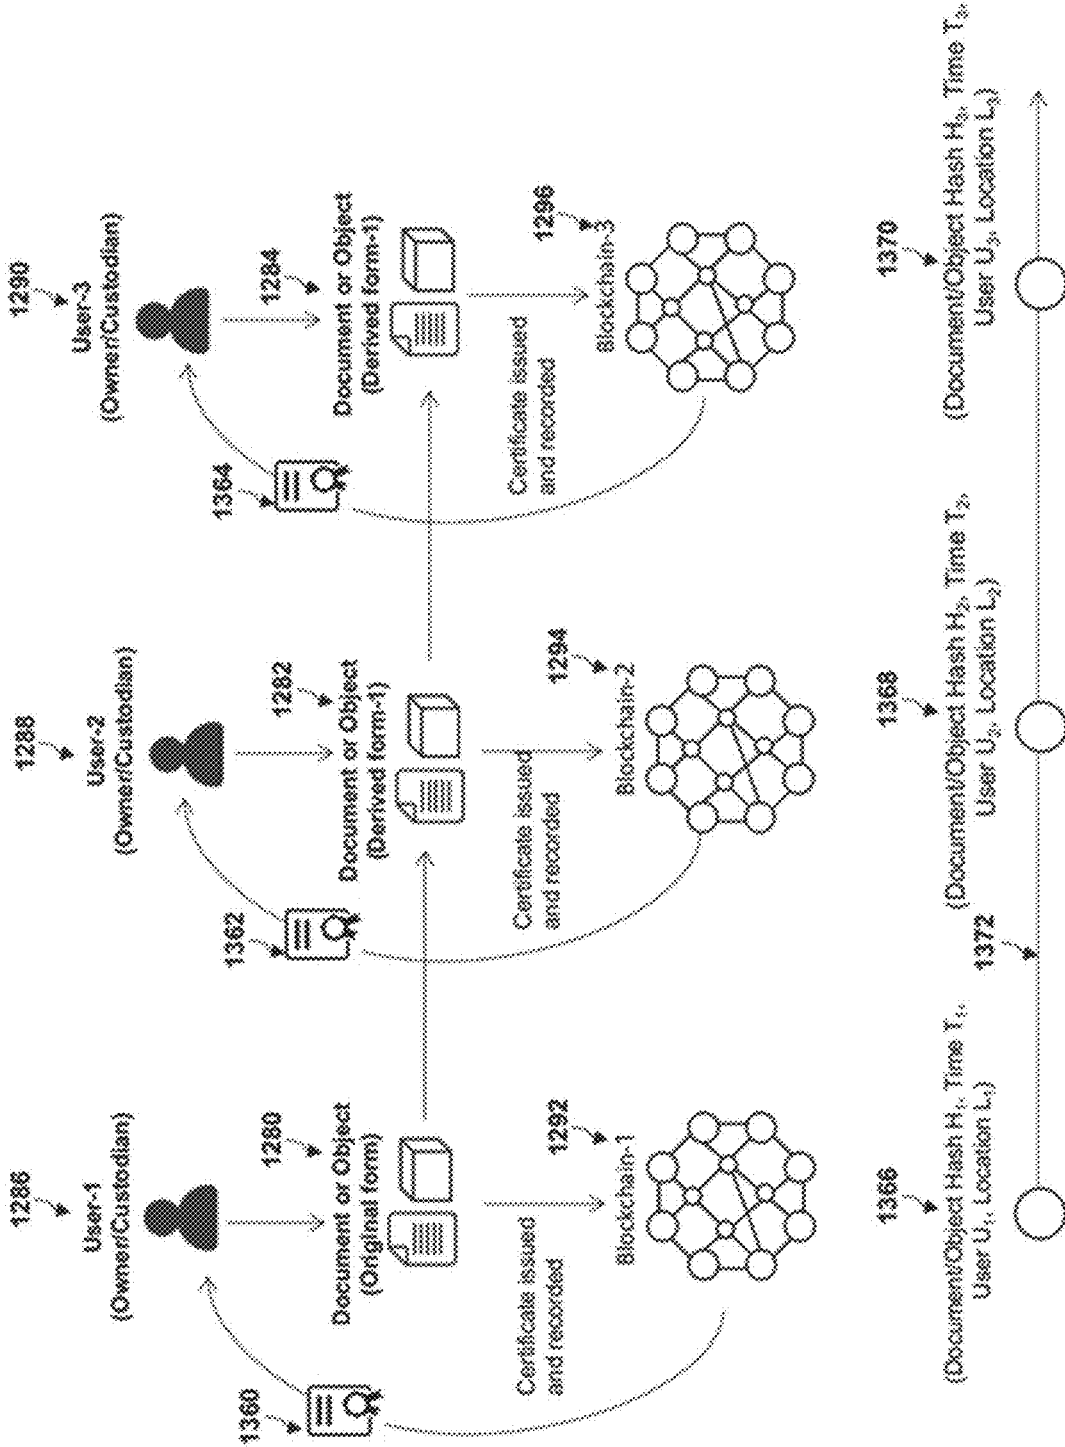 1286
User-1
(Owner/Custodian)
1360
1280
Document or Object
(Original form)
Certificate issued
and recorded
1292
Blockchain-1
1366
(Document/Object Hash H₁, Time T₁,
User U₁, Location L₁)
1288
User-2
(Owner/Custodian)
1362
1282
Document or Object
(Derived form-1)
Certificate issued
and recorded
1294
Blockchain-2
1368
(Document/Object Hash H₂, Time T₂,
User U₂, Location L₂)
1372
1290
User-3
(Owner/Custodian)
1364
1284
Document or Object
(Derived form-1)
Certificate issued
and recorded
1296
Blockchain-3
1370
(Document/Object Hash H₃, Time T₃,
User U₃, Location L₃)